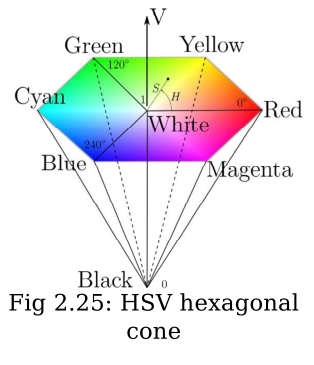 V
Green Yellow
120°
S H
Cyan 1 0° Red
White
240°
Blue Magenta
Black 0
Fig 2.25: HSV hexagonal
cone